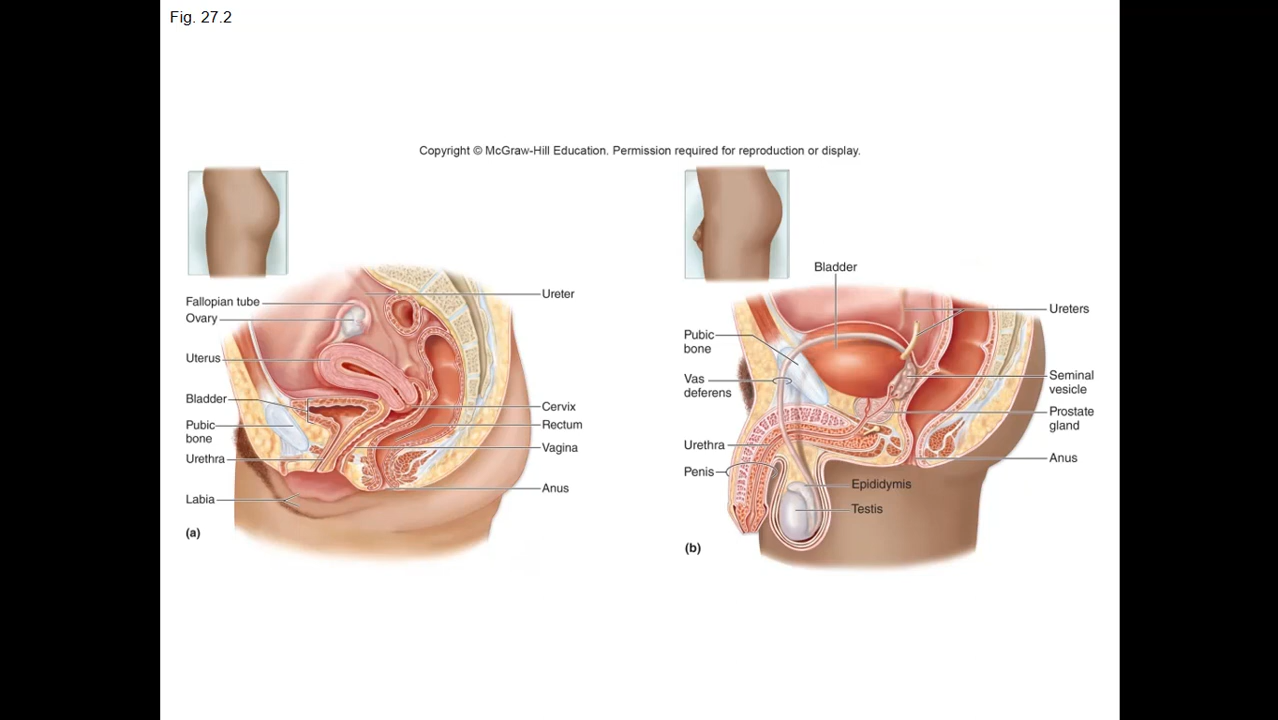 Fig. 27.2
Copyright © McGraw-Hill Education. Permission required for reproduction or display.
Fallopian tube
Ovary
Uterus
Bladder
Pubic
bone
Urethra
Labia
(a)
Ureter
Cervix
Rectum
Vagina
Anus
Bladder
Pubic
bone
Vas
deferens
Urethra
Penis
(b)
Ureters
Seminal
vesicle
Prostate
gland
Anus
Epididymis
Testis